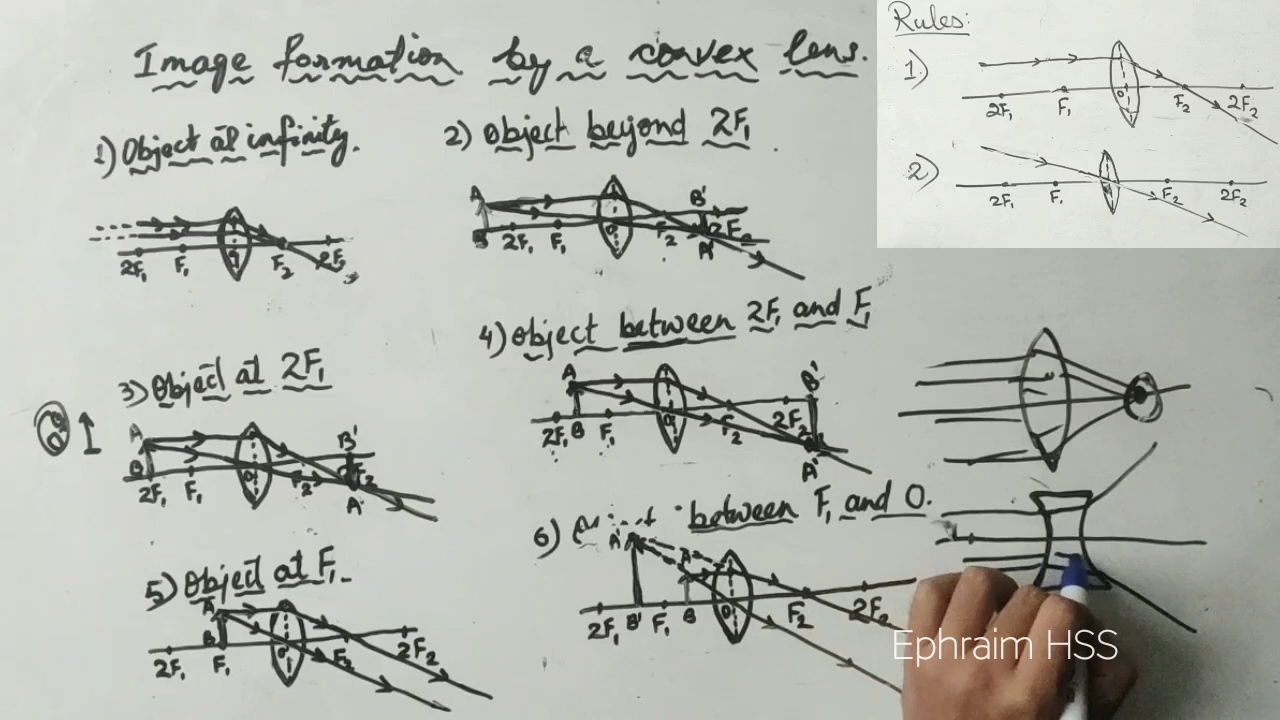 Image formation by a convex lens.
1) Object at infinity.
2F₁ F₁ O F₂ 2F₂
2) Object beyond 2F₁
A B 2F₁ F₁ O F₂ B' A' 2F₂
3) Object at 2F₁
A B 2F₁ F₁ O F₂ B' 2F₂ A'
4) Object between 2F₁ and F₁
A 2F₁ B F₁ O F₂ 2F₂ B' A'
5) Object at F₁
A B 2F₁ F₁ O F₂ 2F₂
6) between F₁ and O.
A' A 2F₁ B' F₁ B O F₂ 2F₂
Rules:
1)
2F₁ F₁ O F₂ 2F₂
2)
2F₁ F₁ F₂ 2F₂
Ephraim HSS